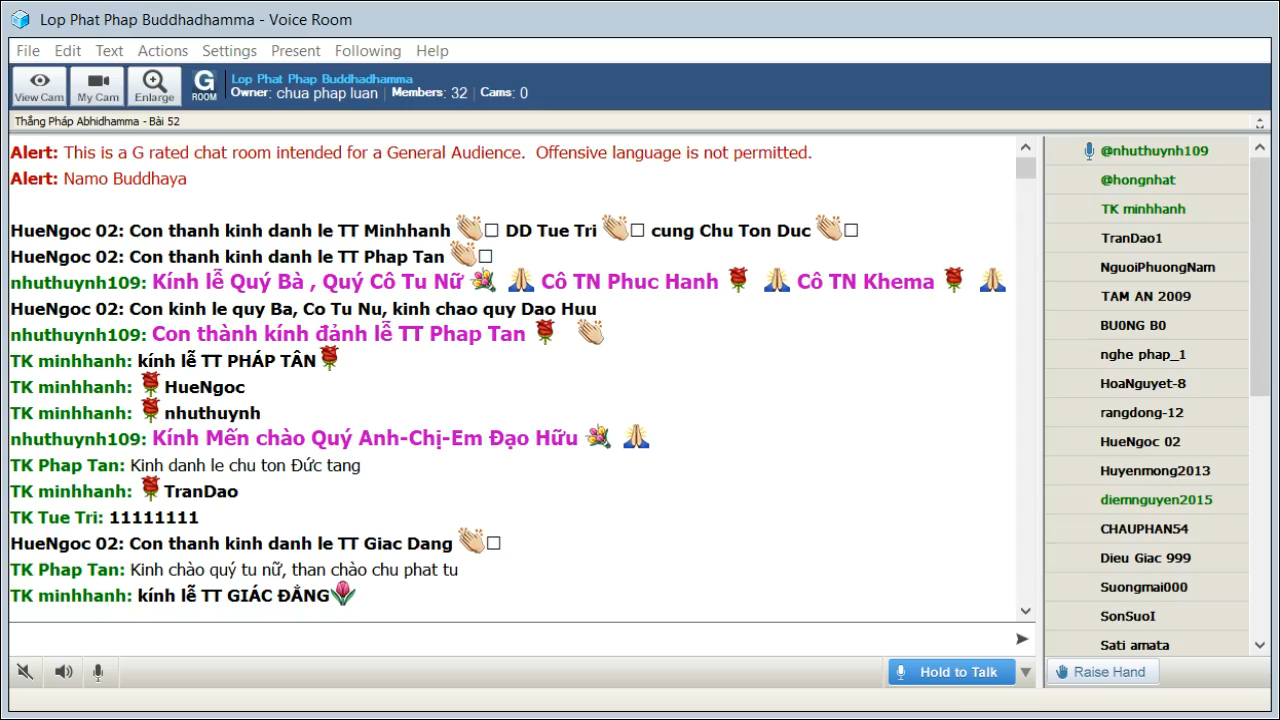 Lop Phat Phap Buddhadhamma - Voice Room
File Edit Text Actions Settings Present Following Help
View Cam My Cam Enlarge G ROOM
Lop Phat Phap Buddhadhamma
Owner: chua phap luan | Members: 32 | Cams: 0
Thắng Pháp Abhidhamma - Bài 52
Alert: This is a G rated chat room intended for a General Audience. Offensive language is not permitted.
Alert: Namo Buddhaya
HueNgoc 02: Con thanh kinh danh le TT Minhhanh 👏□ DD Tue Tri 👏□ cung Chu Ton Duc 👏□
HueNgoc 02: Con thanh kinh danh le TT Phap Tan 👏□
nhuthuynh109: Kính lễ Quý Bà , Quý Cô Tu Nữ 💐 🙏 Cô TN Phuc Hanh 🌹 🙏 Cô TN Khema 🌹 🙏
HueNgoc 02: Con kinh le quy Ba, Co Tu Nu, kinh chao quy Dao Huu
nhuthuynh109: Con thành kính đảnh lễ TT Phap Tan 🌹 👏
TK minhhanh: kính lễ TT PHÁP TÂN🌹
TK minhhanh: 🌹HueNgoc
TK minhhanh: 🌹nhuthuynh
nhuthuynh109: Kính Mến chào Quý Anh-Chị-Em Đạo Hữu 💐 🙏
TK Phap Tan: Kinh danh le chu ton Đức tang
TK minhhanh: 🌹TranDao
TK Tue Tri: 11111111
HueNgoc 02: Con thanh kinh danh le TT Giac Dang 👏□
TK Phap Tan: Kinh chào quý tu nữ, than chào chu phat tu
TK minhhanh: kính lễ TT GIÁC ĐẲNG🌷
Hold to Talk
@nhuthuynh109
@hongnhat
TK minhhanh
TranDao1
NguoiPhuongNam
TAM AN 2009
BU0NG B0
nghe phap_1
HoaNguyet-8
rangdong-12
HueNgoc 02
Huyenmong2013
diemnguyen2015
CHAUPHAN54
Dieu Giac 999
Suongmai000
SonSuoI
Sati amata
Raise Hand